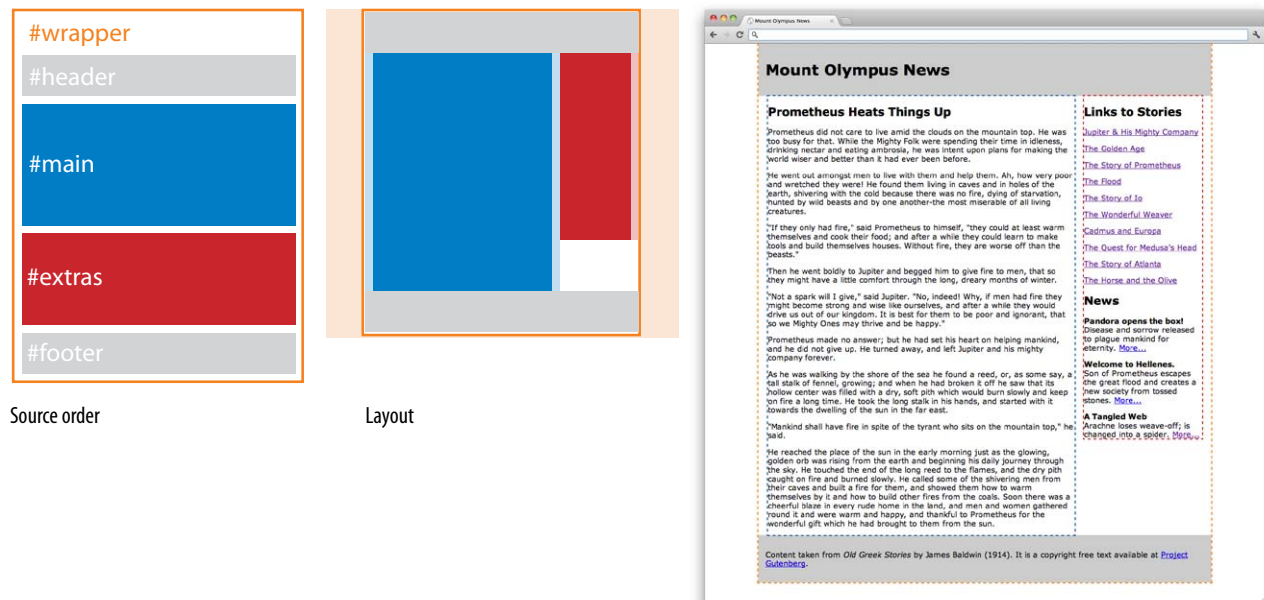 #wrapper
#header
#main
#extras
#footer
Source order
Layout
Mount Olympus News
Mount Olympus News
Prometheus Heats Things Up
Prometheus did not care to live amid the clouds on the mountain top. He was
too busy for that. While the Mighty Folk were spending their time in idleness,
drinking nectar and eating ambrosia, he was intent upon plans for making the
world wiser and better than it had ever been before.
He went out amongst men to live with them and help them. Ah, how very poor
and wretched they were! He found them living in caves and in holes of the
earth, shivering with the cold because there was no fire, dying of starvation,
hunted by wild beasts and by one another-the most miserable of all living
creatures.
"If they only had fire," said Prometheus to himself, "they could at least warm
themselves and cook their food; and after a while they could learn to make
tools and build themselves houses. Without fire, they are worse off than the
beasts."
Then he went boldly to Jupiter and begged him to give fire to men, that so
they might have a little comfort through the long, dreary months of winter.
"Not a spark will I give," said Jupiter. "No, indeed! Why, if men had fire they
might become strong and wise like ourselves, and after a while they would
drive us out of our kingdom. It is best for them to be poor and ignorant, that
so we Mighty Ones may thrive and be happy."
Prometheus made no answer; but he had set his heart on helping mankind,
and he did not give up. He turned away, and left Jupiter and his mighty
company forever.
As he was walking by the shore of the sea he found a reed, or, as some say, a
tall stalk of fennel, growing; and when he had broken it off he saw that its
hollow center was filled with a dry, soft pith which would burn slowly and keep
on fire a long time. He took the long stalk in his hands, and started with it
towards the dwelling of the sun in the far east.
"Mankind shall have fire in spite of the tyrant who sits on the mountain top," he
said.
He reached the place of the sun in the early morning just as the glowing,
golden orb was rising from the earth and beginning his daily journey through
the sky. He touched the end of the long reed to the flames, and the dry pith
caught on fire and burned slowly. He called some of the shivering men from
their caves and built a fire for them, and showed them how to warm
themselves by it and how to build other fires from the coals. Soon there was a
cheerful blaze in every rude home in the land, and men and women gathered
round it and were warm and happy, and thankful to Prometheus for the
wonderful gift which he had brought to them from the sun.
Links to Stories
Jupiter & His Mighty Company
The Golden Age
The Story of Prometheus
The Flood
The Story of Io
The Wonderful Weaver
Cadmus and Europa
The Quest for Medusa's Head
The Story of Atlanta
The Horse and the Olive
News
Pandora opens the box!
Disease and sorrow released
to plague mankind for
eternity. More...
Welcome to Hellenes.
Son of Prometheus escapes
the great flood and creates a
new society from tossed
stones. More...
A Tangled Web
Arachne loses weave-off; is
changed into a spider. More...
Content taken from Old Greek Stories by James Baldwin (1914). It is a copyright free text available at Project
Gutenberg.